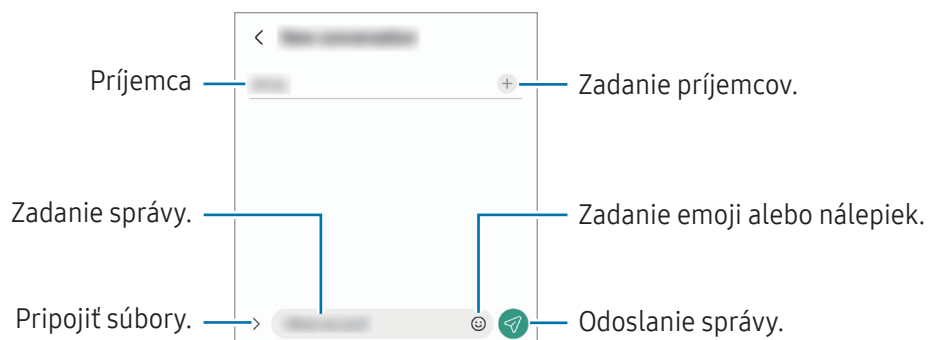 Príjemca
Zadanie príjemcov.
Zadanie správy.
Zadanie emoji alebo nálepiek.
Pripojiť súbory.
Odoslanie správy.